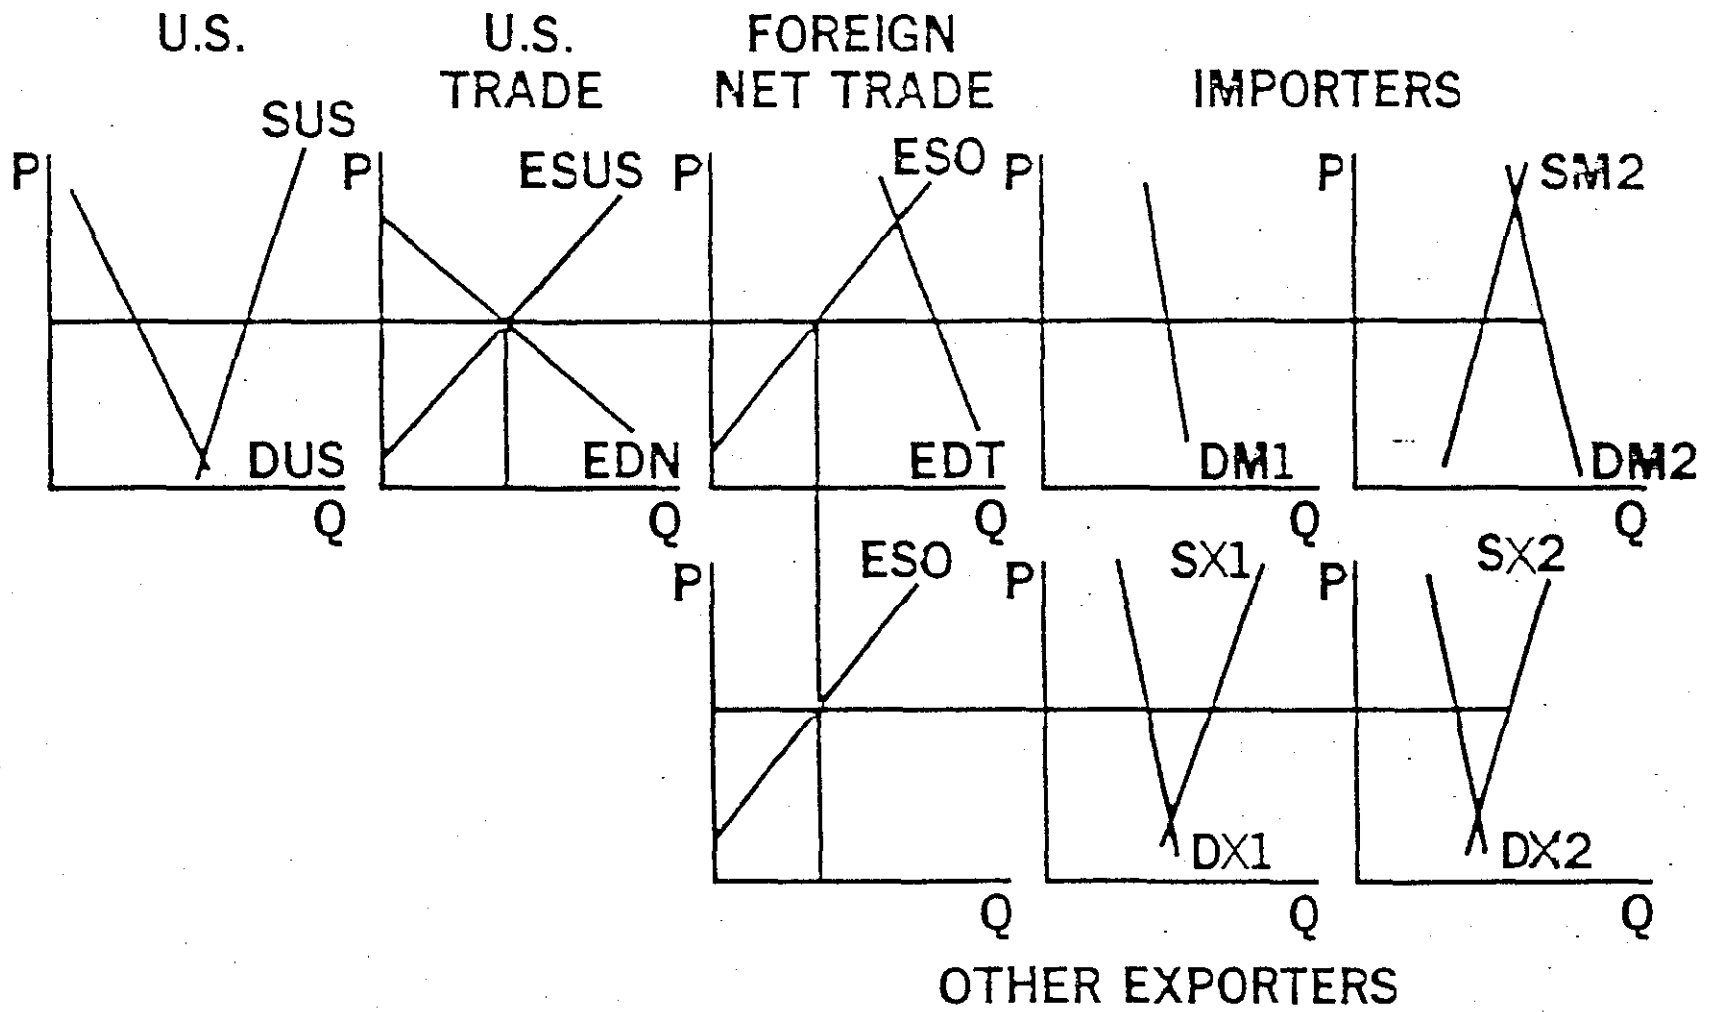 U.S.
U.S. TRADE
FOREIGN NET TRADE
IMPORTERS
P
SUS
DUS
Q
P
ESUS
EDN
Q
P
ESO
EDT
Q
P
DM1
Q
P
SM2
DM2
Q
P
ESO
Q
P
SX1
DX1
Q
P
SX2
DX2
Q
OTHER EXPORTERS